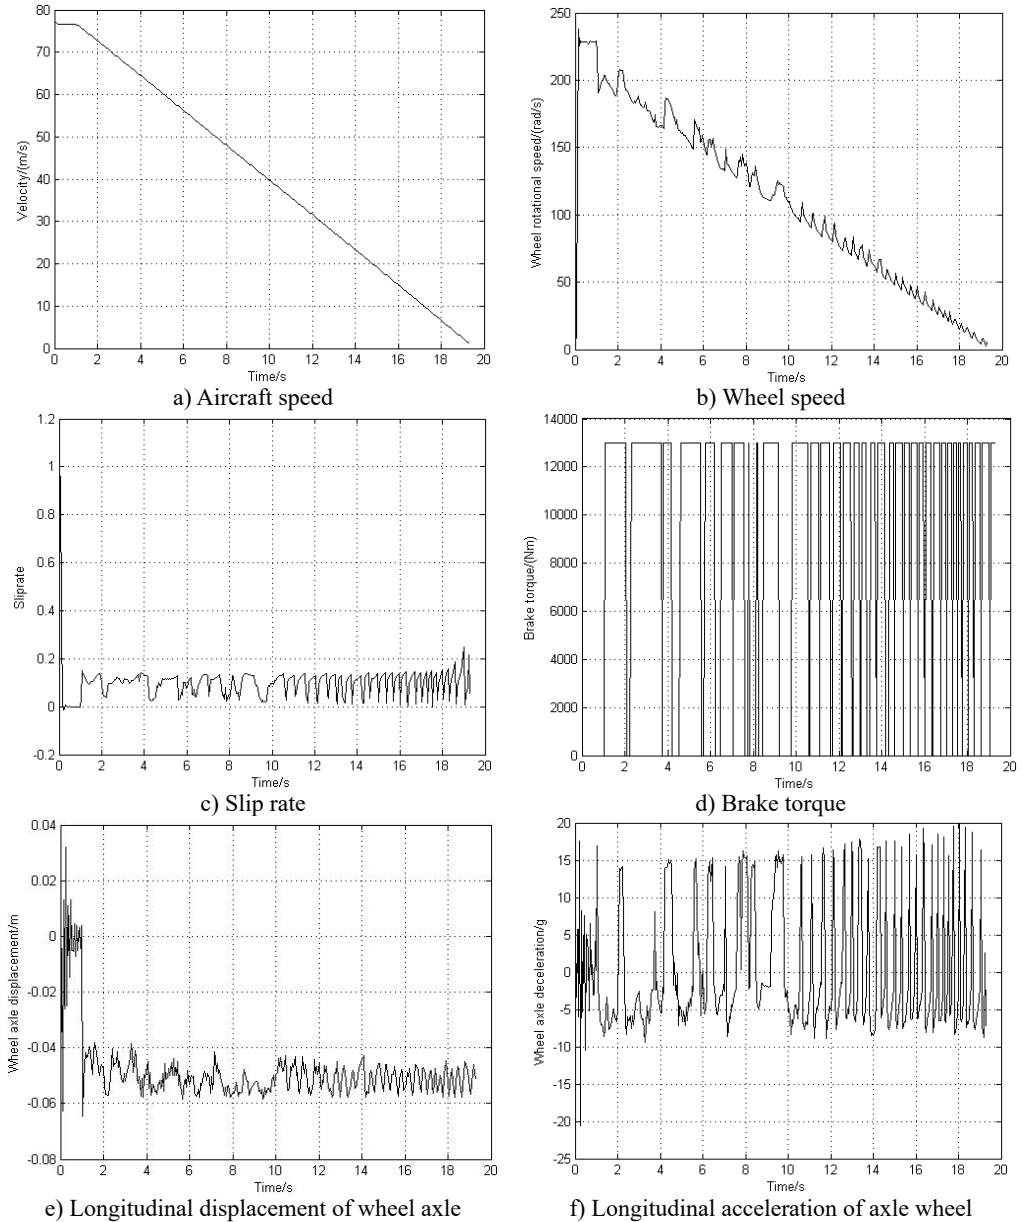 80
70
60
50
40
30
20
10
0
Velocity/(m/s)
0 2 4 6 8 10 12 14 16 18 20
Time/s
a) Aircraft speed
250
200
150
100
50
0
Wheel rotational speed/(rad/s)
0 2 4 6 8 10 12 14 16 18 20
Time/s
b) Wheel speed
1.2
1
0.8
0.6
0.4
0.2
0
-0.2
Sliprate
0 2 4 6 8 10 12 14 16 18 20
Time/s
c) Slip rate
14000
12000
10000
8000
6000
4000
2000
0
Brake torque/(Nm)
0 2 4 6 8 10 12 14 16 18 20
Time/s
d) Brake torque
0.04
0.02
0
-0.02
-0.04
-0.06
-0.08
Wheel axle displacement/m
0 2 4 6 8 10 12 14 16 18 20
Time/s
e) Longitudinal displacement of wheel axle
20
15
10
5
0
-5
-10
-15
-20
-25
Wheel axle deceleration/g
0 2 4 6 8 10 12 14 16 18 20
Time/s
f) Longitudinal acceleration of axle wheel